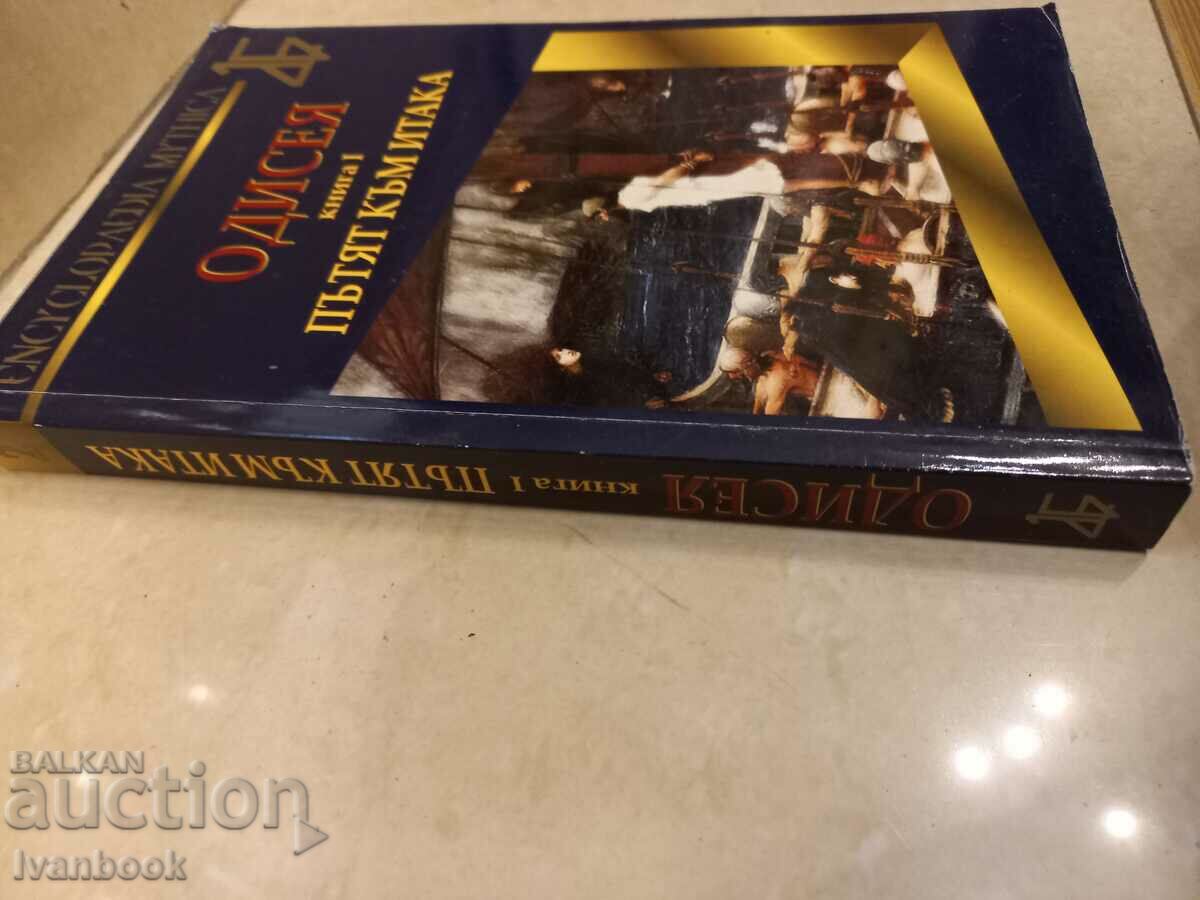 ENCYCLOPAEDIA MYTHICA
ОДИСЕЯ
книга I
ПЪТЯТ КЪМ ИТАКА
ОДИСЕЯ книга I ПЪТЯТ КЪМ ИТАКА
BALKAN
auction
Ivanbook